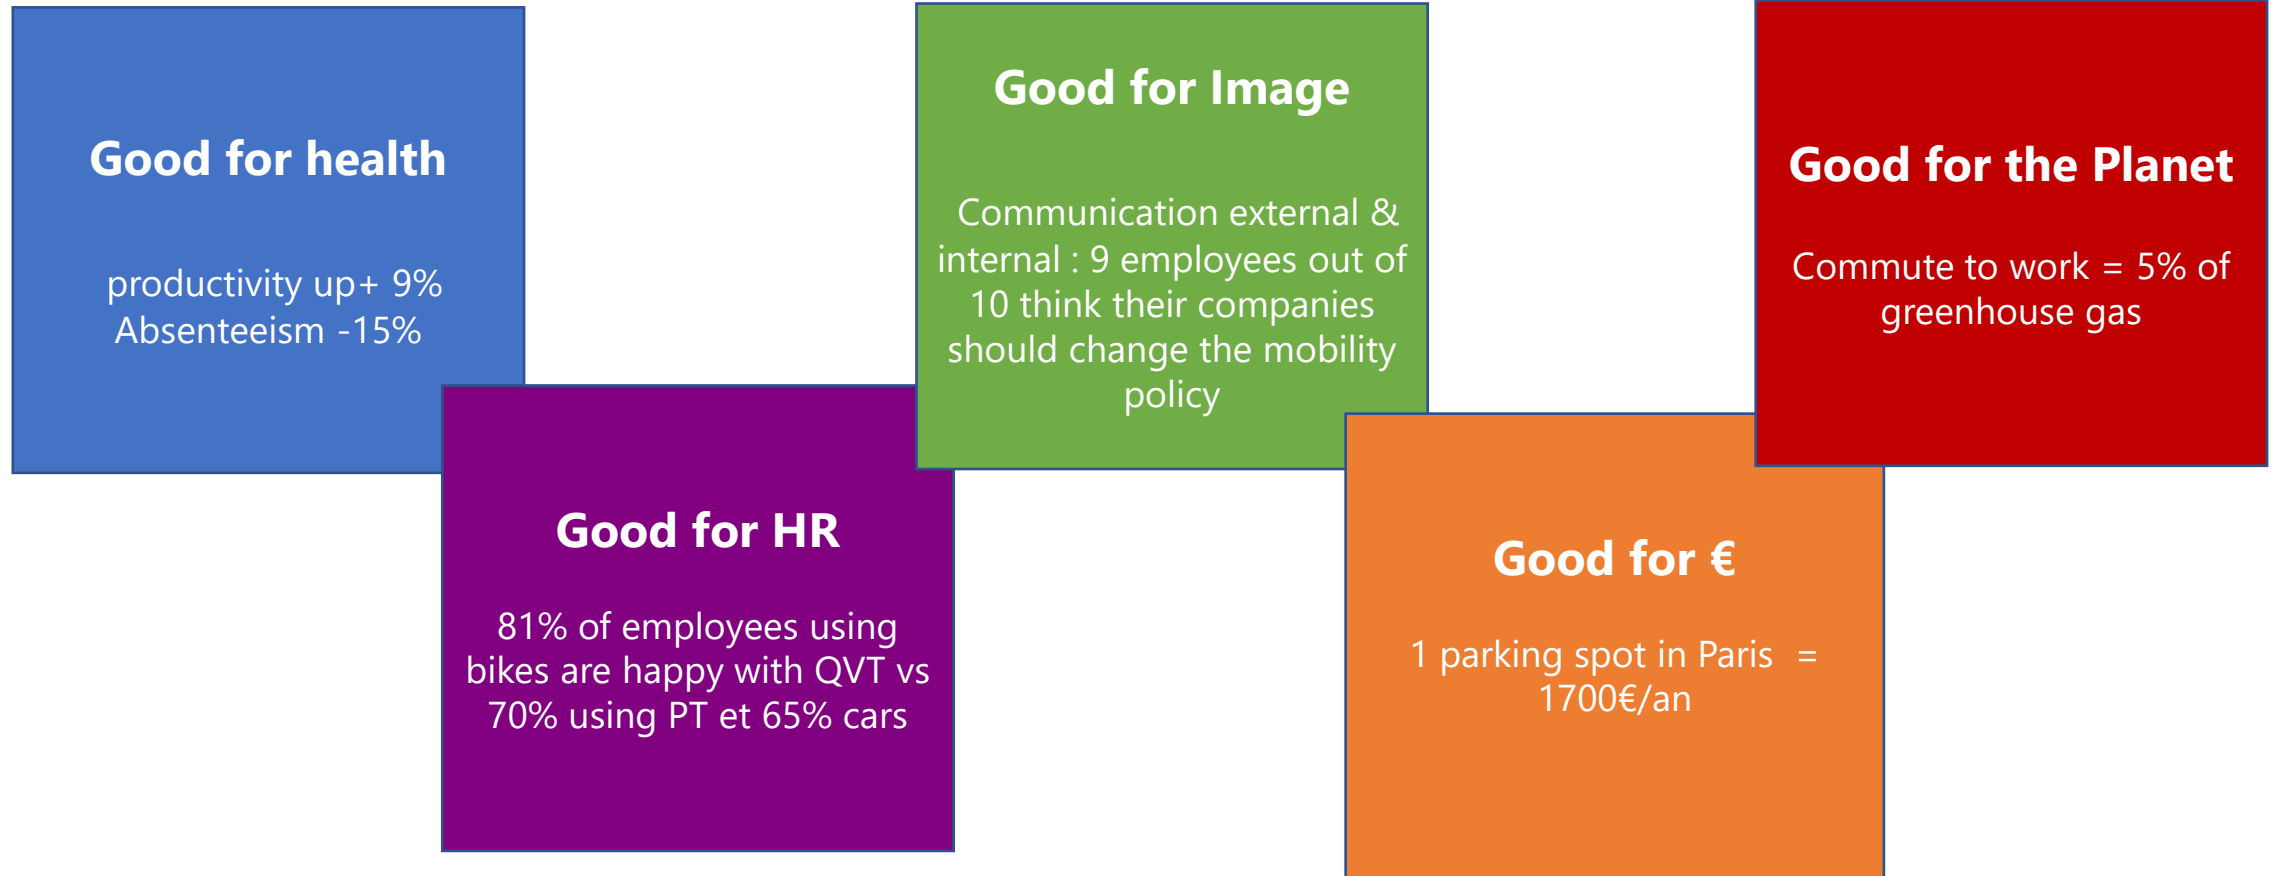 Good for health
productivity up+ 9%
Absenteeism -15%
Good for HR
81% of employees using
bikes are happy with QVT vs
70% using PT et 65% cars
Good for Image
Communication external &
internal : 9 employees out of
10 think their companies
should change the mobility
policy
Good for €
1 parking spot in Paris =
1700€/an
Good for the Planet
Commute to work = 5% of
greenhouse gas